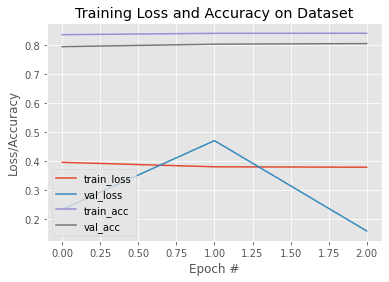 Training Loss and Accuracy on Dataset
Loss/Accuracy
0.8
0.7
0.6
0.5
0.4
0.3
0.2
train_loss
val_loss
train_acc
val_acc
0.00 0.25 0.50 0.75 1.00 1.25 1.50 1.75 2.00
Epoch #